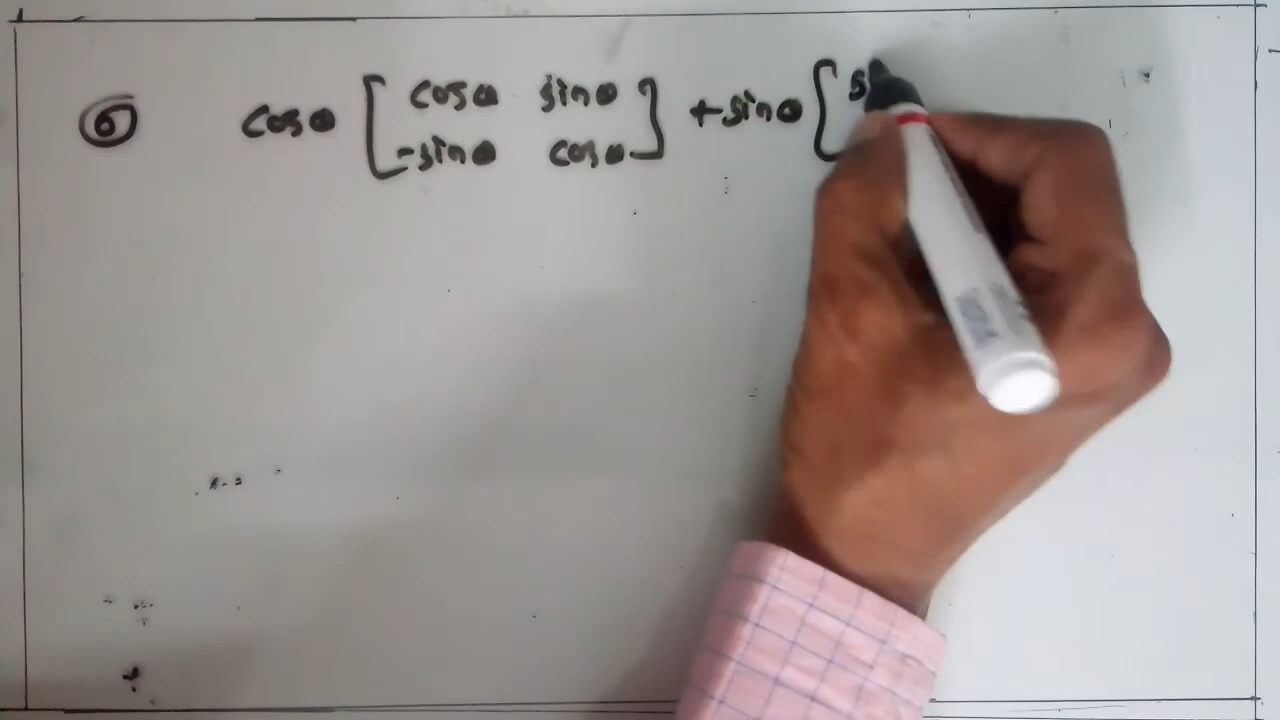 ⑥ cosθ [ cosθ sinθ ] + sinθ [ s
-sinθ cosθ